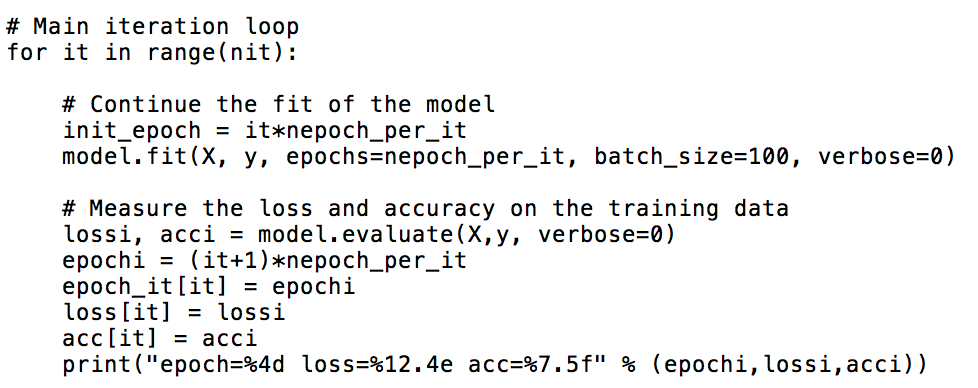 # Main iteration loop
for it in range(nit):
    # Continue the fit of the model
    init_epoch = it*nepoch_per_it
    model.fit(X, y, epochs=nepoch_per_it, batch_size=100, verbose=0)
    # Measure the loss and accuracy on the training data
    lossi, acci = model.evaluate(X,y, verbose=0)
    epochi = (it+1)*nepoch_per_it
    epoch_it[it] = epochi
    loss[it] = lossi
    acc[it] = acci
    print("epoch=%4d loss=%12.4e acc=%7.5f" % (epochi,lossi,acci))